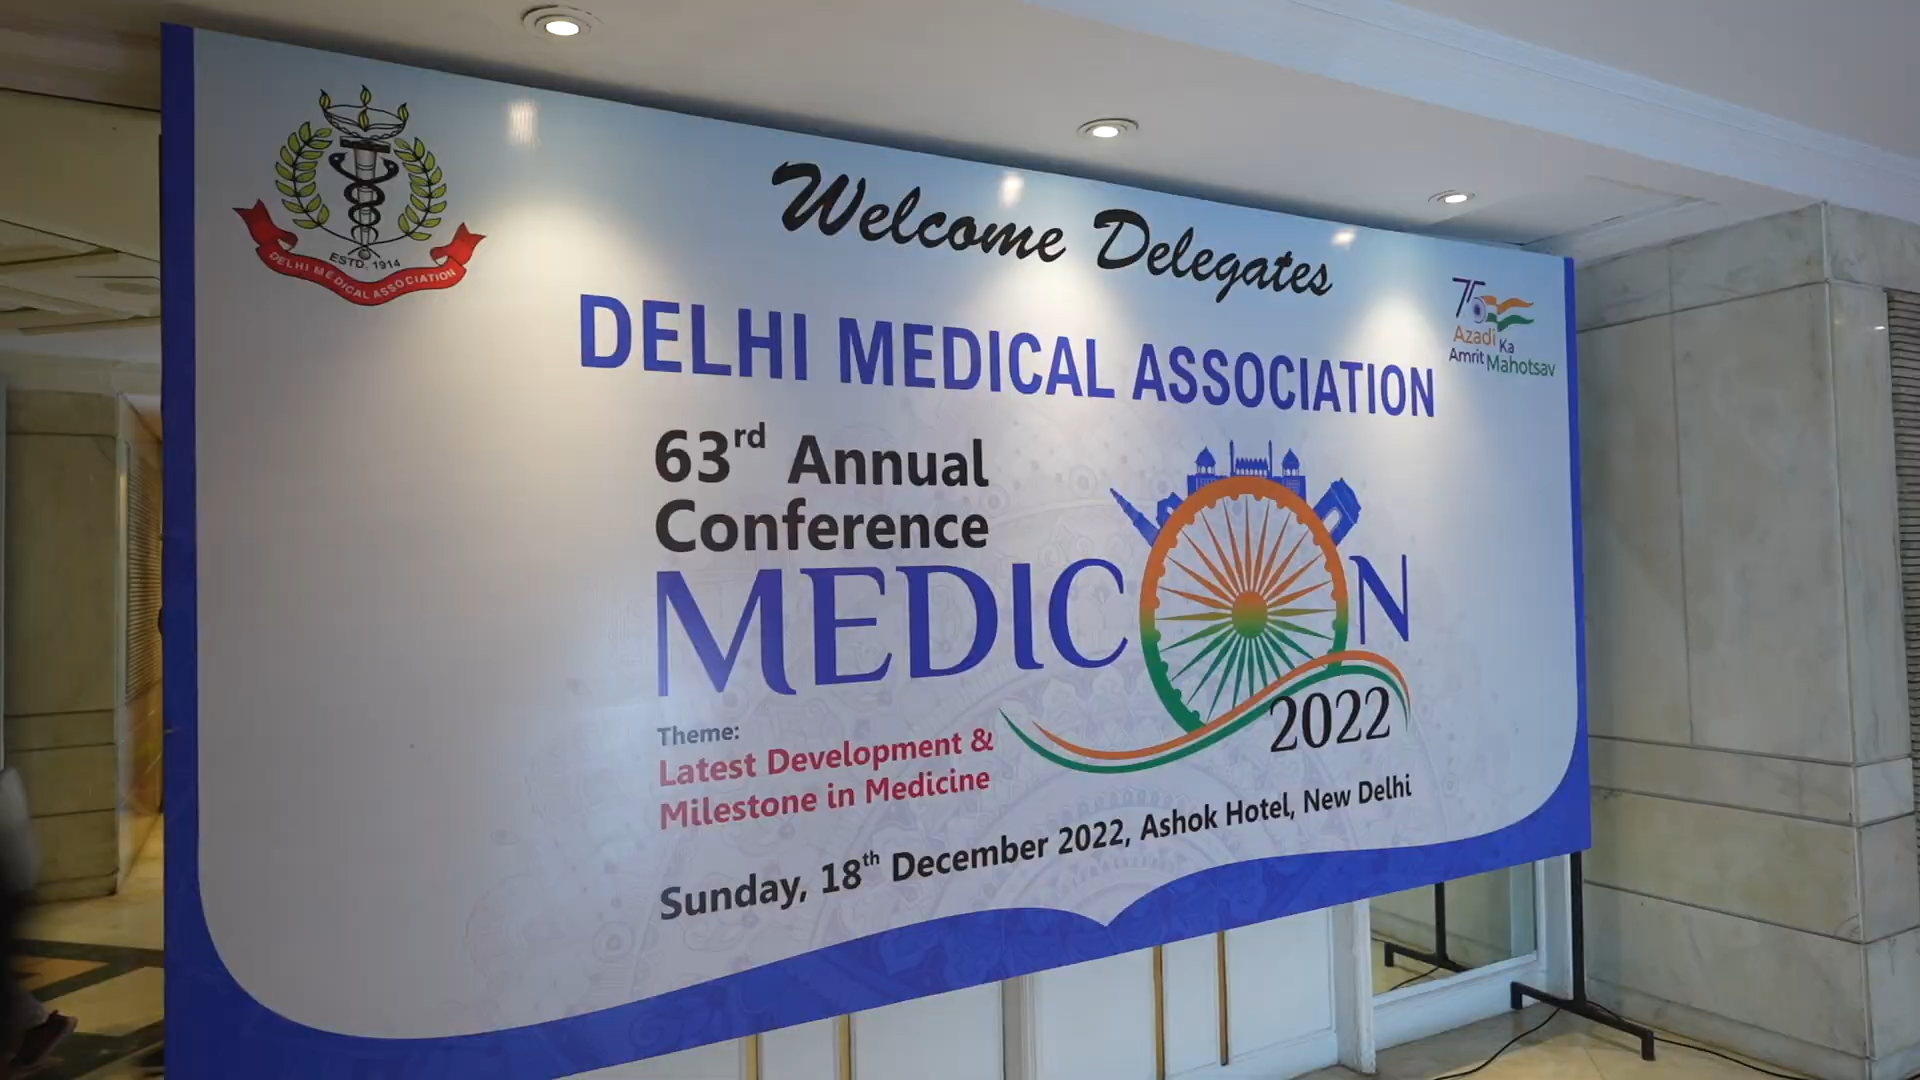 ESTD. 1914
DELHI MEDICAL ASSOCIATION
Welcome Delegates
DELHI MEDICAL ASSOCIATION
75
Azadi Ka
Amrit Mahotsav
63rd Annual
Conference
MEDICON
2022
Theme:
Latest Development &
Milestone in Medicine
Sunday, 18th December 2022, Ashok Hotel, New Delhi